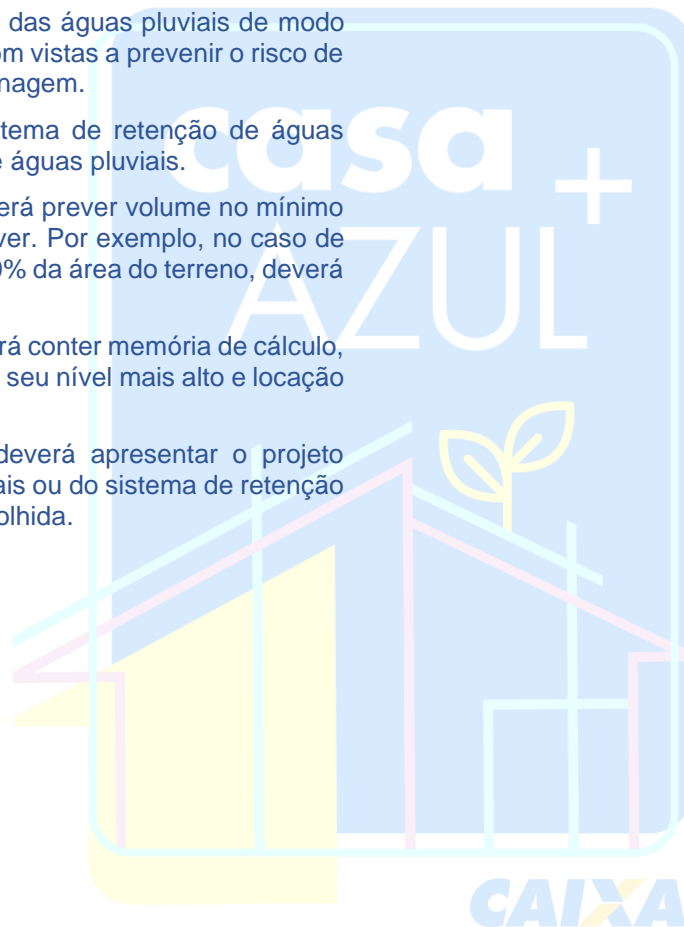 das águas pluviais de modo
om vistas a prevenir o risco de
nagem.
tema de retenção de águas
e águas pluviais.
erá prever volume no mínimo
ver. Por exemplo, no caso de
0% da área do terreno, deverá
rá conter memória de cálculo,
seu nível mais alto e locação
deverá apresentar o projeto
ais ou do sistema de retenção
olhida.
casa
AZUL+
CAIXA